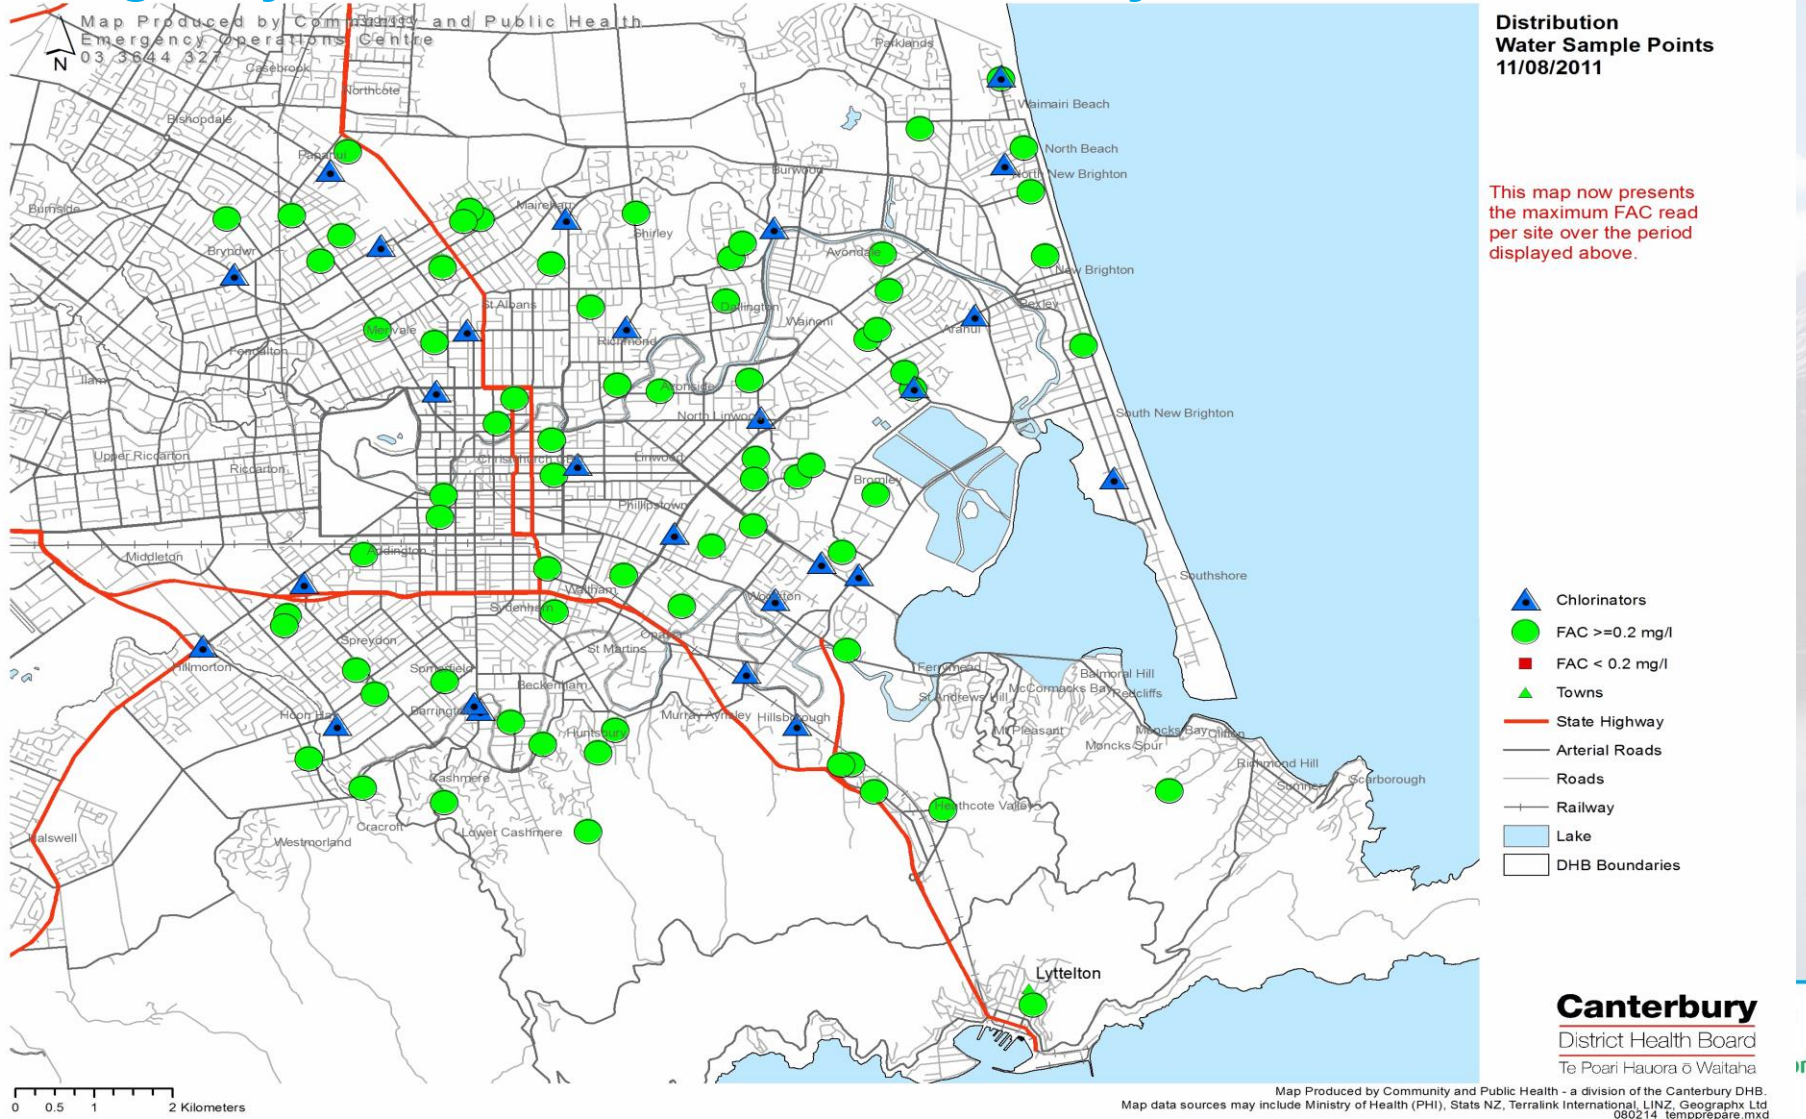 Map Produced by Community and Public Health
Emergency Operations Centre
03 3644 327
N
Distribution
Water Sample Points
11/08/2011
This map now presents
the maximum FAC read
per site over the period
displayed above.
Parklands
Casebrook
Northcote
Waimairi Beach
Bishopdale
North Beach
Papanui
Burwood
North New Brighton
Burnside
Mairehau
Shirley
Bryndwr
Avondale
New Brighton
St Albans
Dallington
Bexley
Wainoni
Aranui
Merivale
Richmond
Fendalton
Ilam
Avonside
North Linwood
South New Brighton
Upper Riccarton
Riccarton
Christchurch
Linwood
Bromley
Phillipstown
Middleton
Addington
Southshore
Waltham
Woolston
Sydenham
Opawa
Spreydon
St Martins
Hillmorton
Somerfield
Ferrymead
Balmoral Hill
Beckenham
St Andrews Hill
McCormacks Bay
Redcliffs
Hoon Hay
Barrington
Murray Aynsley
Hillsborough
Huntsbury
Mt Pleasant
Moncks Bay
Clifton
Moncks Spur
Richmond Hill
Cashmere
Scarborough
Sumner
Heathcote Valley
Cracroft
Lower Cashmere
Halswell
Westmorland
Lyttelton
Chlorinators
FAC >=0.2 mg/l
FAC < 0.2 mg/l
Towns
State Highway
Arterial Roads
Roads
Railway
Lake
DHB Boundaries
Canterbury
District Health Board
Te Poari Hauora ō Waitaha
0 0.5 1 2 Kilometers
Map Produced by Community and Public Health - a division of the Canterbury DHB.
Map data sources may include Ministry of Health (PHI), Stats NZ, Terralink International, LINZ, Geographx Ltd
080214_tempprepare.mxd